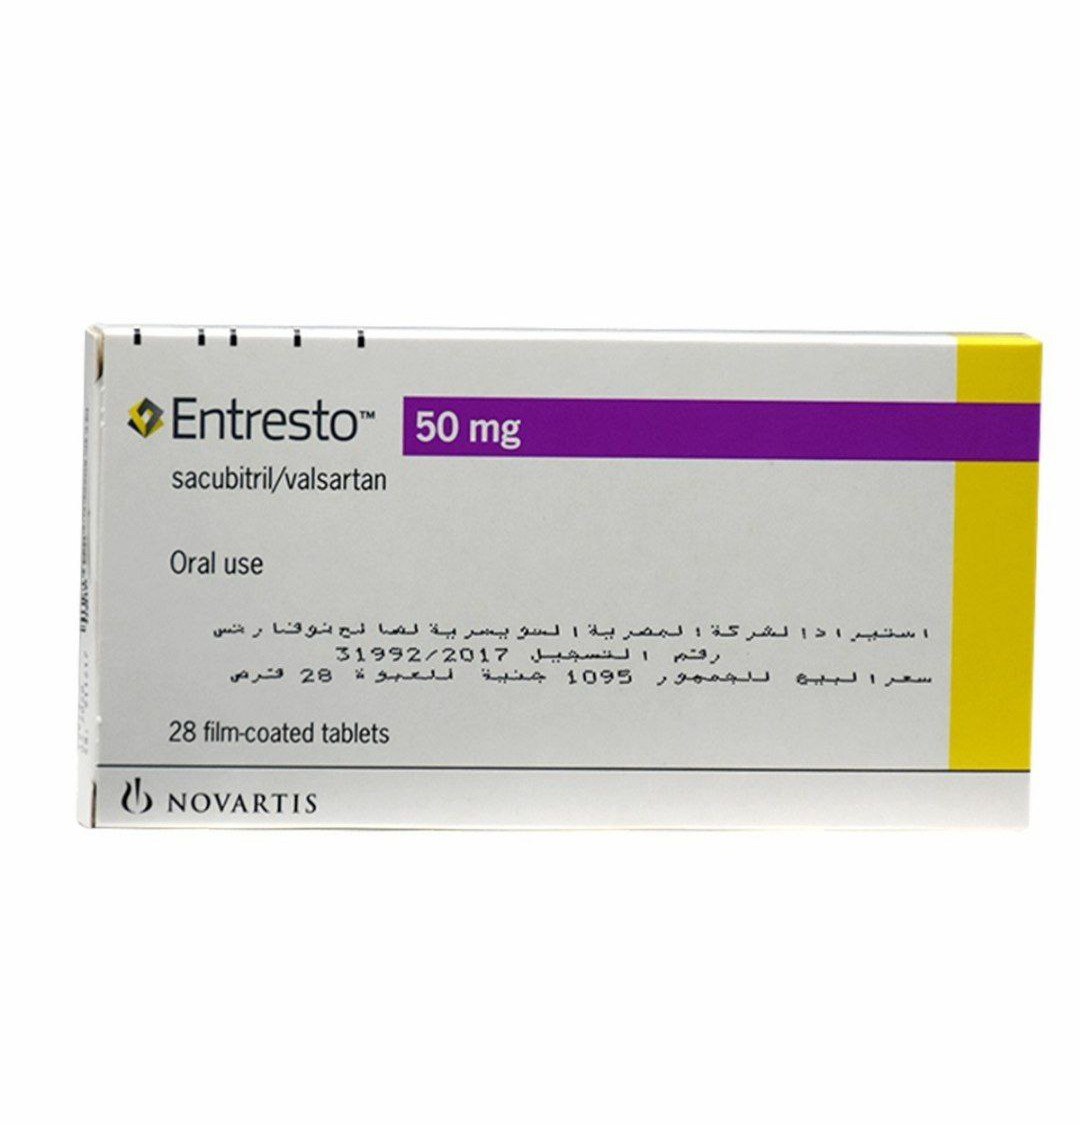 Entresto™ 50 mg
sacubitril/valsartan
Oral use
استيراد الشركة المصرية السويسرية لصالح نوفارتس
رقم التسجيل 31992/2017
سعر البيع للجمهور 1095 جنية للعبوة 28 قرص
28 film-coated tablets
NOVARTIS